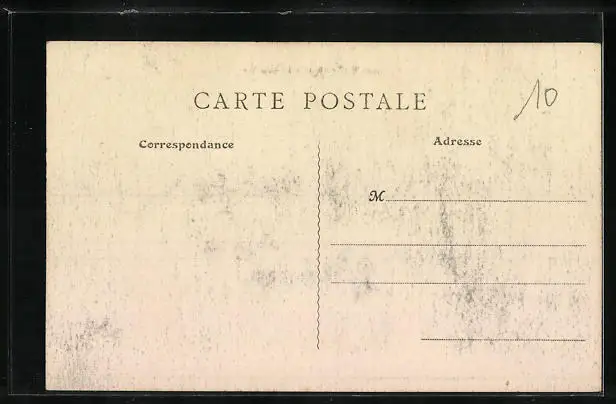 CARTE POSTALE
10
Correspondance
Adresse
M